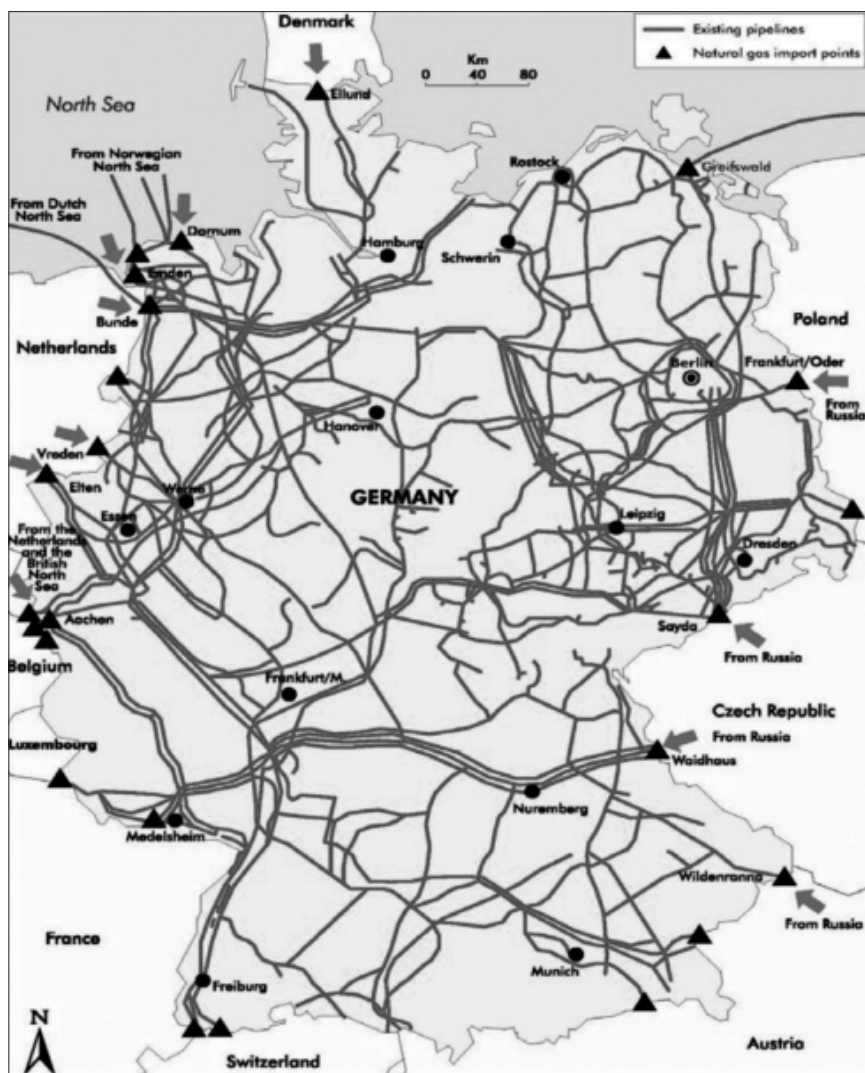 Denmark
Existing pipelines
Natural gas import points
Km
0 40 80
North Sea
Ellund
From Norwegian
North Sea
From Dutch
North Sea
Dornum
Rostock
Greifswald
Hamburg
Schwerin
Emden
Bunde
Netherlands
Poland
Berlin
Frankfurt/Oder
From
Russia
Hanover
Vreden
Elten
Werne
GERMANY
Essen
Leipzig
From the
Netherlands
and the
British
North
Sea
Dresden
Aachen
Sayda
Belgium
From Russia
Frankfurt/M.
Czech Republic
Luxembourg
From Russia
Waidhaus
Nuremberg
Medelsheim
Wildenranna
From Russia
France
Munich
Freiburg
N
Switzerland
Austria